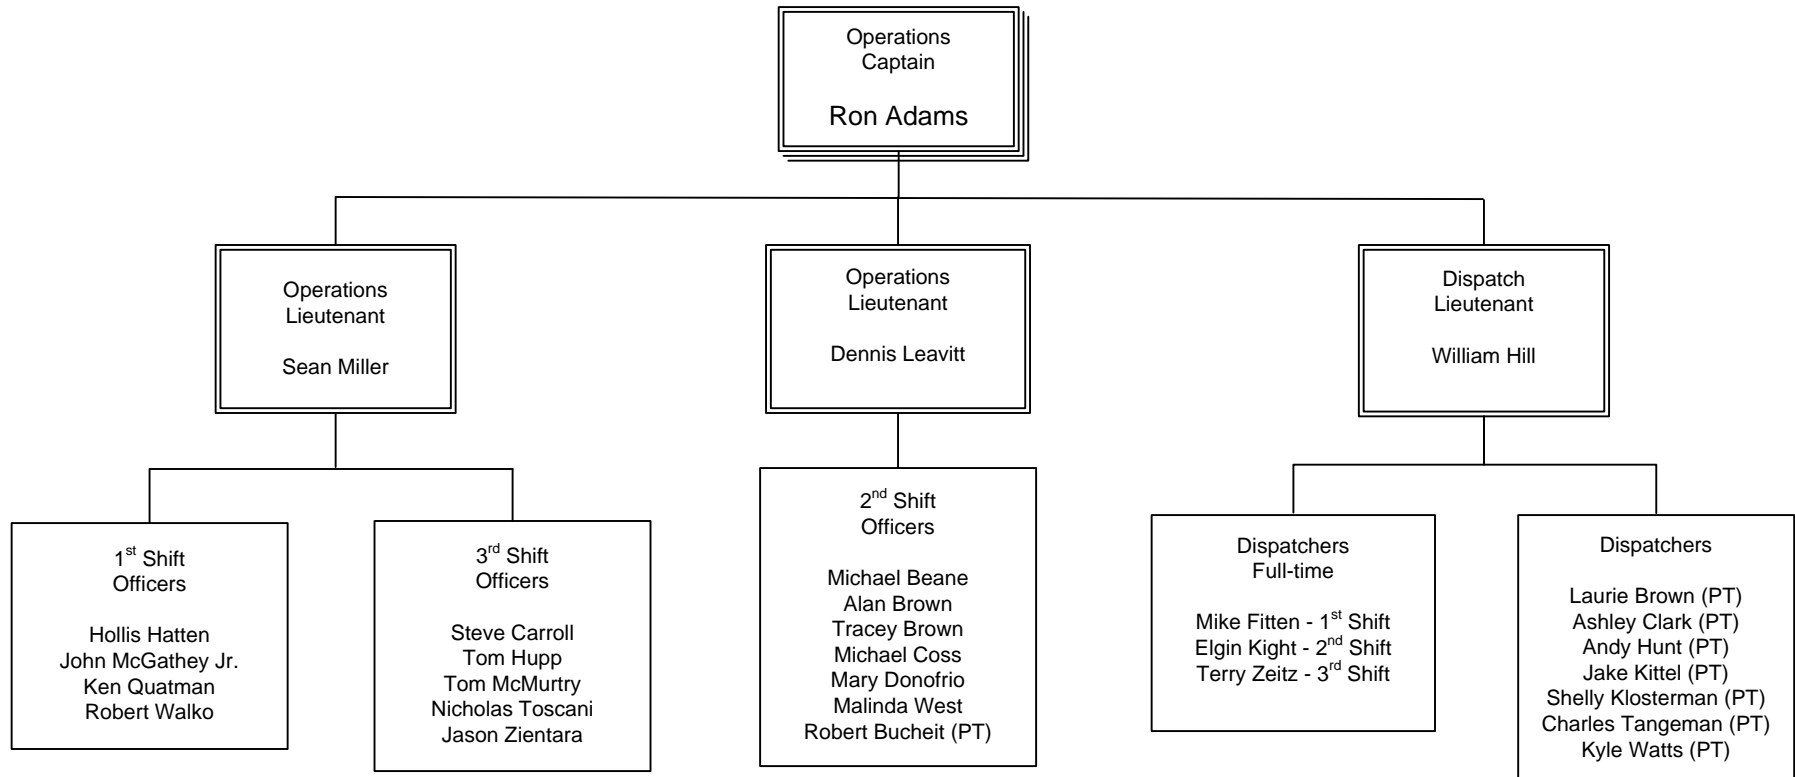 Operations
Captain
Ron Adams
Operations
Lieutenant
Sean Miller
Operations
Lieutenant
Dennis Leavitt
Dispatch
Lieutenant
William Hill
1st Shift
Officers
Hollis Hatten
John McGathey Jr.
Ken Quatman
Robert Walko
3rd Shift
Officers
Steve Carroll
Tom Hupp
Tom McMurtry
Nicholas Toscani
Jason Zientara
2nd Shift
Officers
Michael Beane
Alan Brown
Tracey Brown
Michael Coss
Mary Donofrio
Malinda West
Robert Bucheit (PT)
Dispatchers
Full-time
Mike Fitten - 1st Shift
Elgin Kight - 2nd Shift
Terry Zeitz - 3rd Shift
Dispatchers
Laurie Brown (PT)
Ashley Clark (PT)
Andy Hunt (PT)
Jake Kittel (PT)
Shelly Klosterman (PT)
Charles Tangeman (PT)
Kyle Watts (PT)